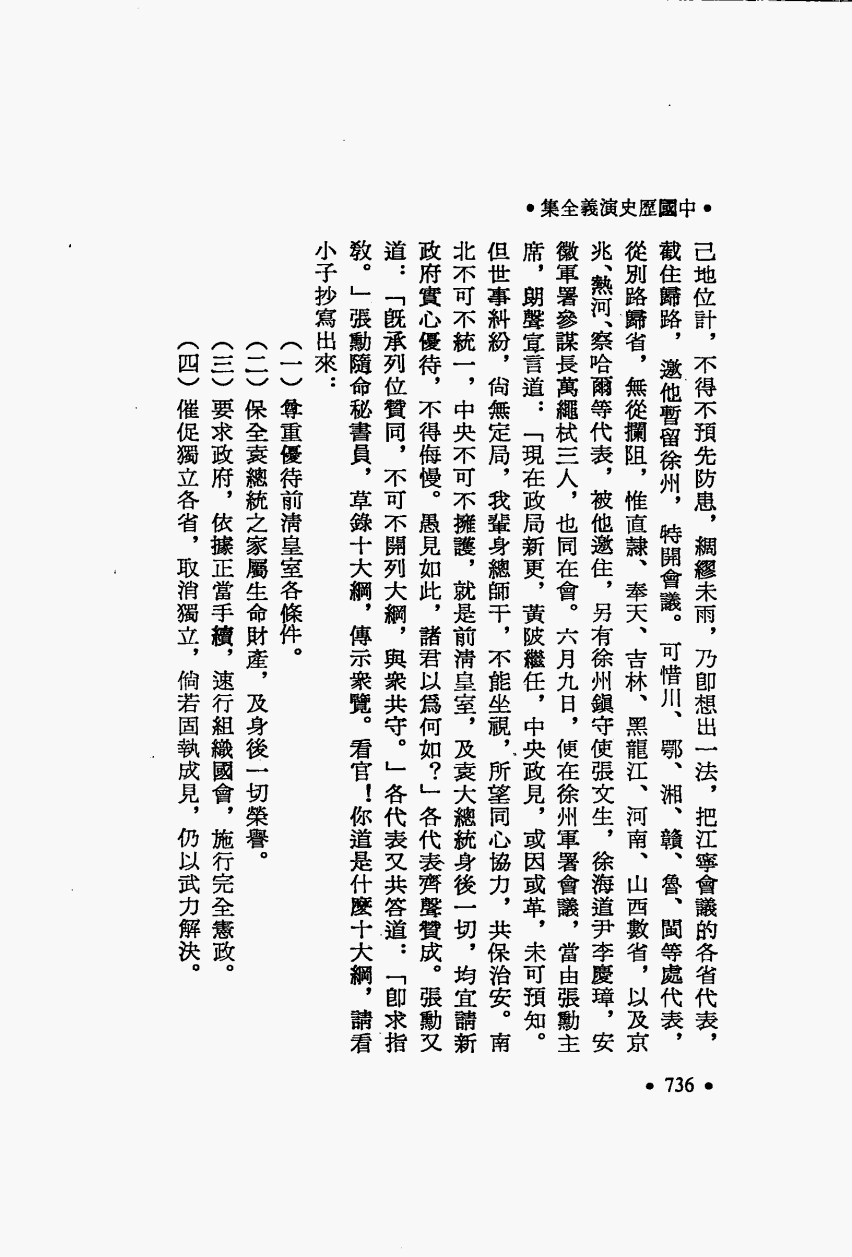 •中國歷史演義全集•
己地位計，不得不預先防患，綢繆未雨，乃卽想出一法，把江寧會議的各省代表，
截住歸路，邀他暫留徐州，特開會議。可惜川、鄂、湘、贛、魯、閩等處代表，
從別路歸省，無從攔阻，惟直隸、奉天、吉林、黑龍江、河南、山西數省，以及京
兆、熱河、察哈爾等代表，被他邀住，另有徐州鎮守使張文生，徐海道尹李慶璋，安
徽軍署參謀長萬繩栻三人，也同在會。六月九日，便在徐州軍署會議，當由張勳主
席，朗聲宣言道：「現在政局新更，黃陂繼任，中央政見，或因或革，未可預知。
但世事糾紛，尙無定局，我輩身總師干，不能坐視，所望同心協力，共保治安。南
北不可不統一，中央不可不擁護，就是前清皇室，及袁大總統身後一切，均宜請新
政府實心優待，不得侮慢。愚見如此，諸君以爲何如？」各代表齊聲贊成。張勳又
道：「旣承列位贊同，不可不開列大綱，與衆共守。」各代表又共答道：「卽求指
敎。」張勳隨命秘書員，草錄十大綱，傳示衆覽。看官！你道是什麼十大綱，請看
小子抄寫出來：
（一）尊重優待前清皇室各條件。
（二）保全袁總統之家屬生命財產，及身後一切榮譽。
（三）要求政府，依據正當手續，速行組織國會，施行完全憲政。
（四）催促獨立各省，取消獨立，倘若固執成見，仍以武力解決。
•736•